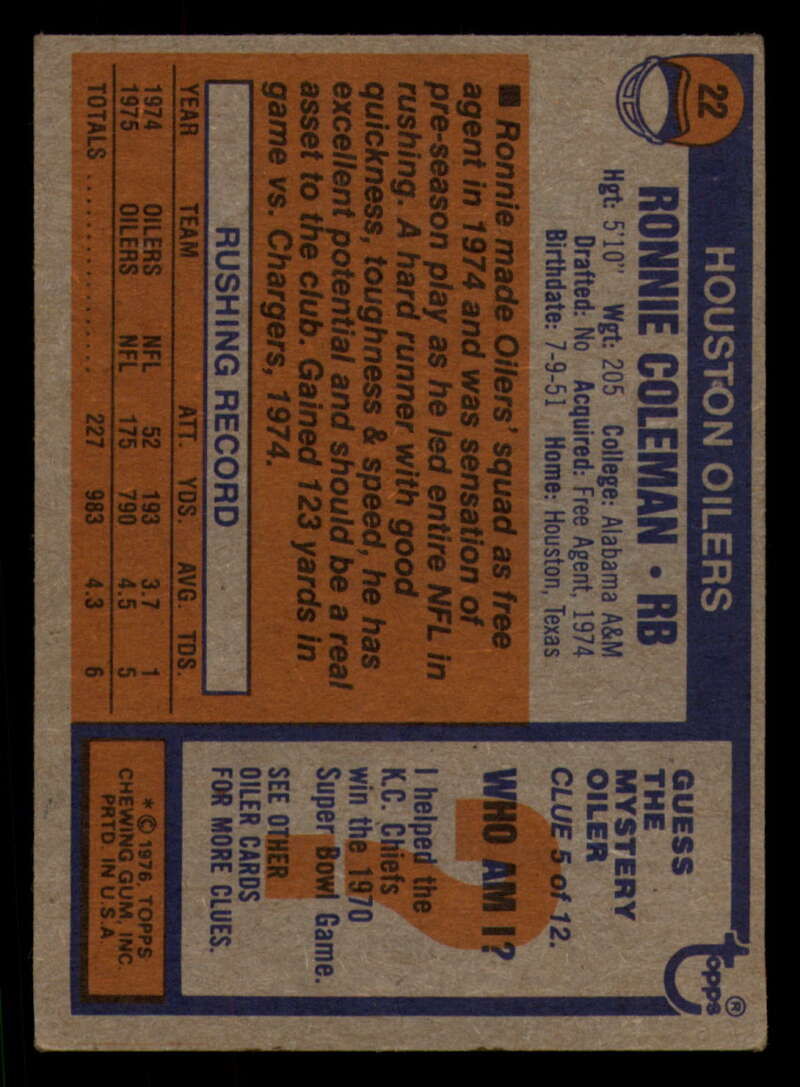 22
HOUSTON OILERS
RONNIE COLEMAN • RB
Hgt: 5'10" Wgt: 205 College: Alabama A&M
Drafted: No Acquired: Free Agent, 1974
Birthdate: 7-9-51 Home: Houston, Texas
■ Ronnie made Oilers' squad as free
agent in 1974 and was sensation of
pre-season play as he led entire NFL in
rushing. A hard runner with good
quickness, toughness & speed, he has
excellent potential and should be a real
asset to the club. Gained 123 yards in
game vs. Chargers, 1974.
RUSHING RECORD
YEAR TEAM ATT. YDS. AVG. TDS.
1974 OILERS NFL 52 193 3.7 1
1975 OILERS NFL 175 790 4.5 5
TOTALS .......... 227 983 4.3 6
topps®
GUESS
THE
MYSTERY
OILER
CLUE 5 of 12.
?
WHO AM I?
I helped the
K.C. Chiefs
win the 1970
Super Bowl Game.
SEE OTHER
OILER CARDS
FOR MORE CLUES.
* © 1976, TOPPS
CHEWING GUM, INC.
PRTD. IN U.S.A